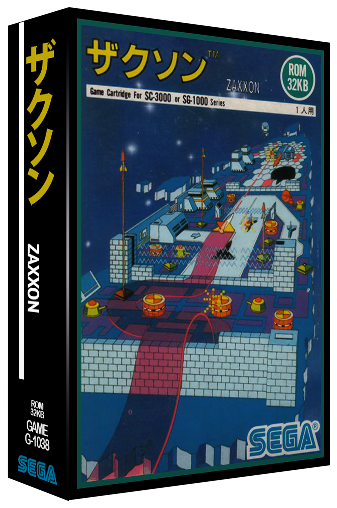 ザクソン
ZAXXON
ROM
32KB
GAME
G-1038
SEGA
ザクソン™
ZAXXON
ROM
32KB
Game Cartridge For SC-3000 or SG-1000 Series
1人用
SEGA®